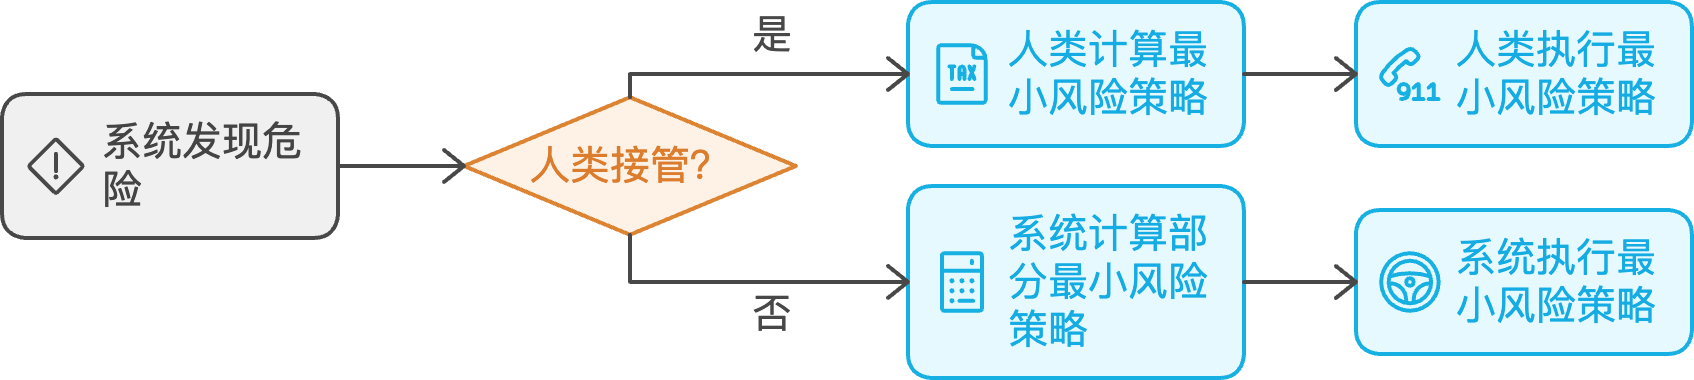 系统发现危
险
人类接管?
是
人类计算最
小风险策略
TAX
人类执行最
小风险策略
911
否
系统计算部
分最小风险
策略
系统执行最
小风险策略